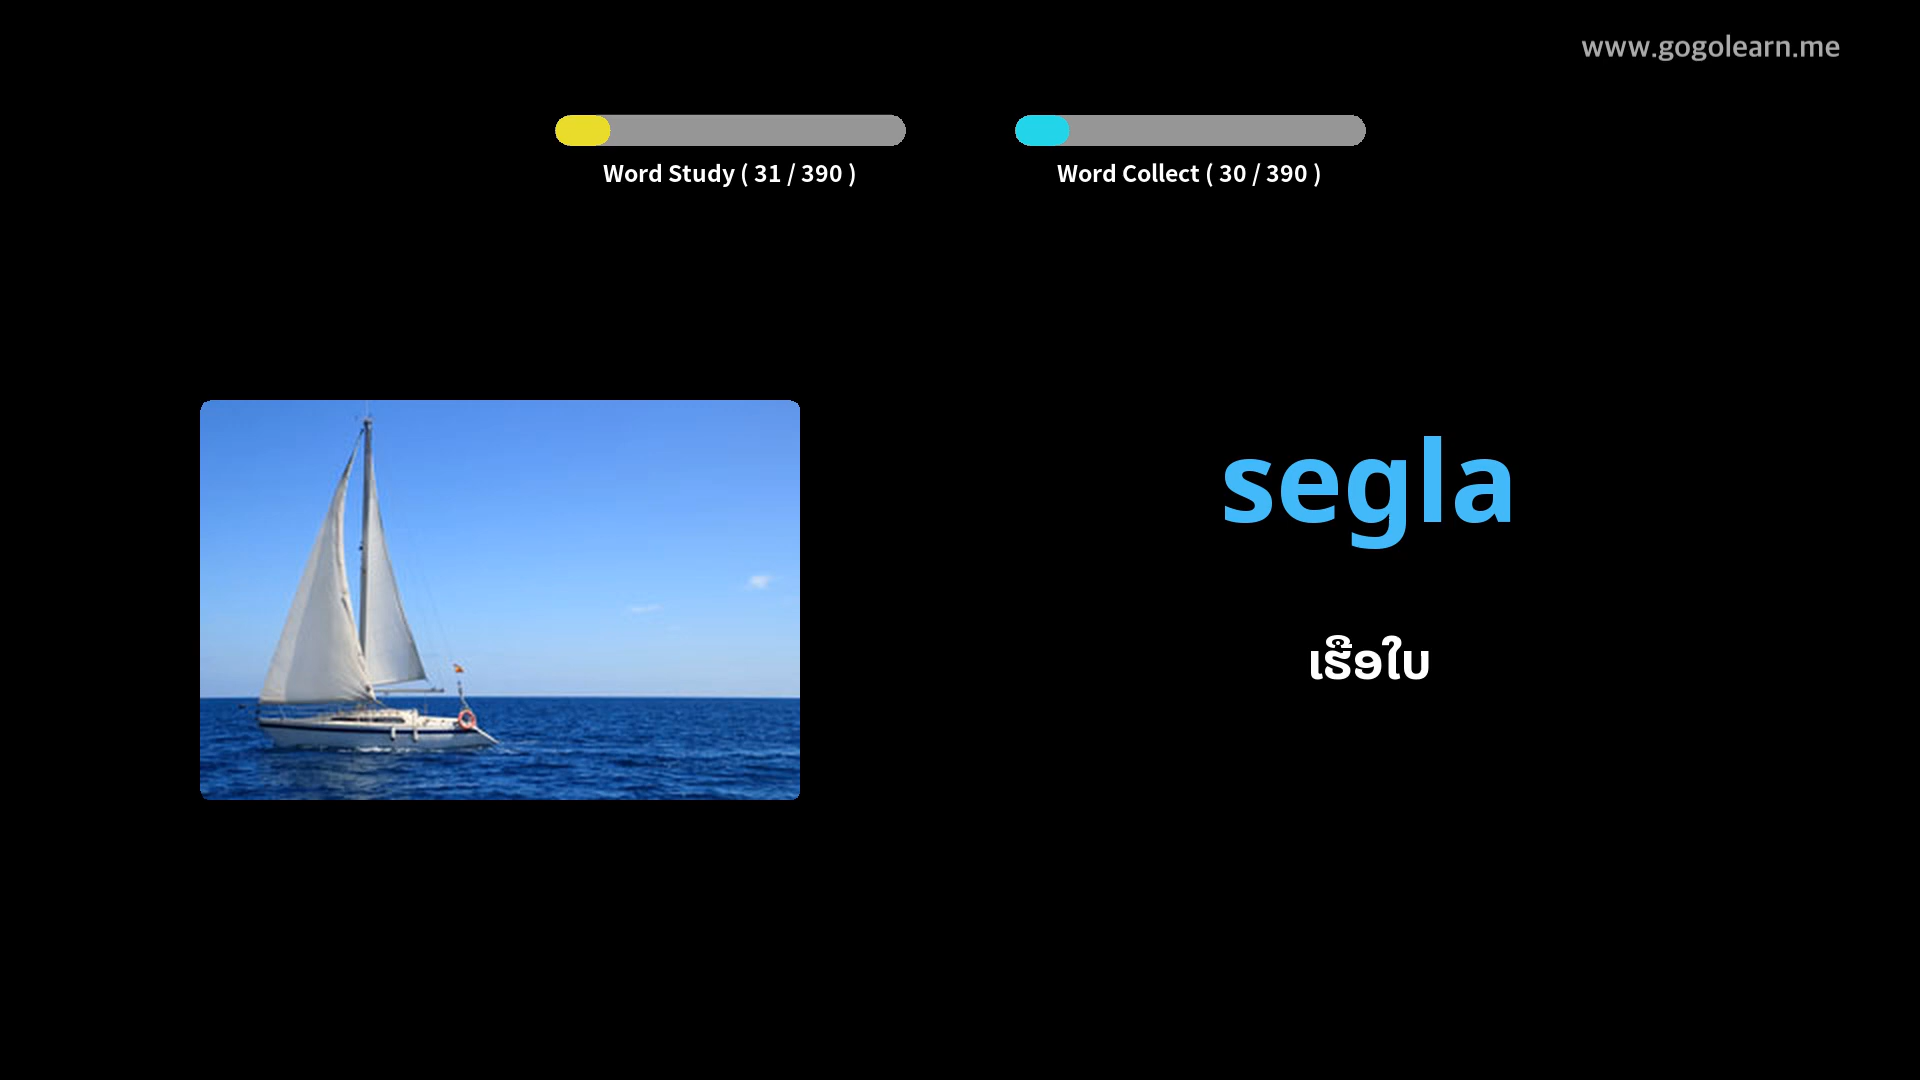 www.gogolearn.me
Word Study ( 31 / 390 )
Word Collect ( 30 / 390 )
segla
ເຮືອໃບ